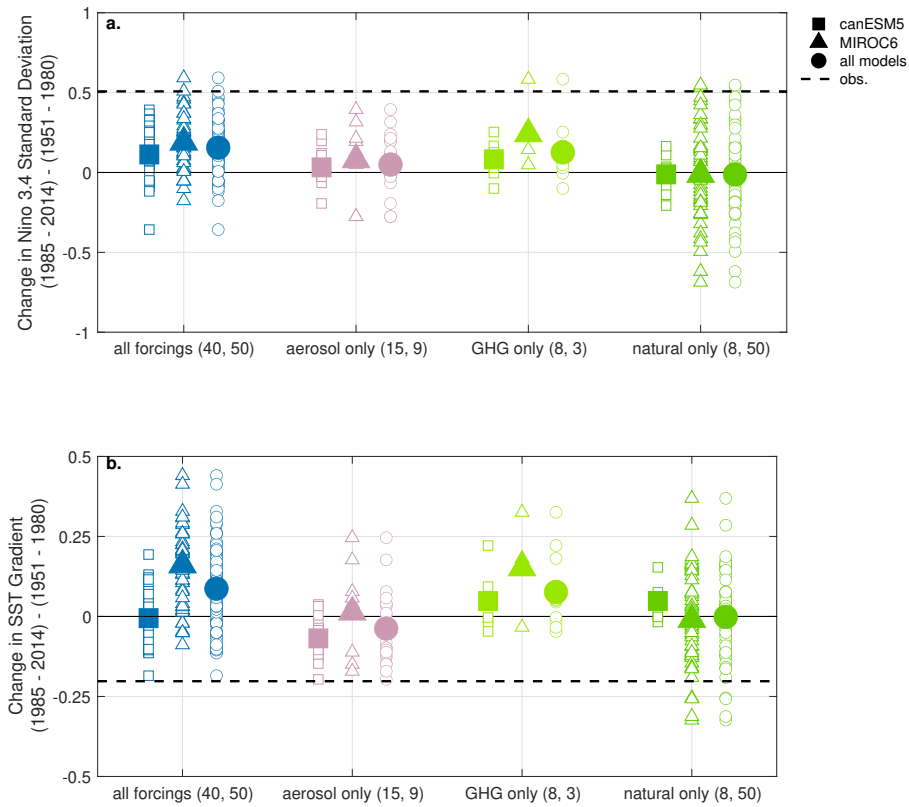 a.
canESM5
MIROC6
all models
obs.
Change in Nino 3.4 Standard Deviation
(1985 - 2014) - (1951 - 1980)
1
0.5
0
-0.5
-1
all forcings (40, 50)
aerosol only (15, 9)
GHG only (8, 3)
natural only (8, 50)
b.
Change in SST Gradient
(1985 - 2014) - (1951 - 1980)
0.5
0.25
0
-0.25
-0.5
all forcings (40, 50)
aerosol only (15, 9)
GHG only (8, 3)
natural only (8, 50)